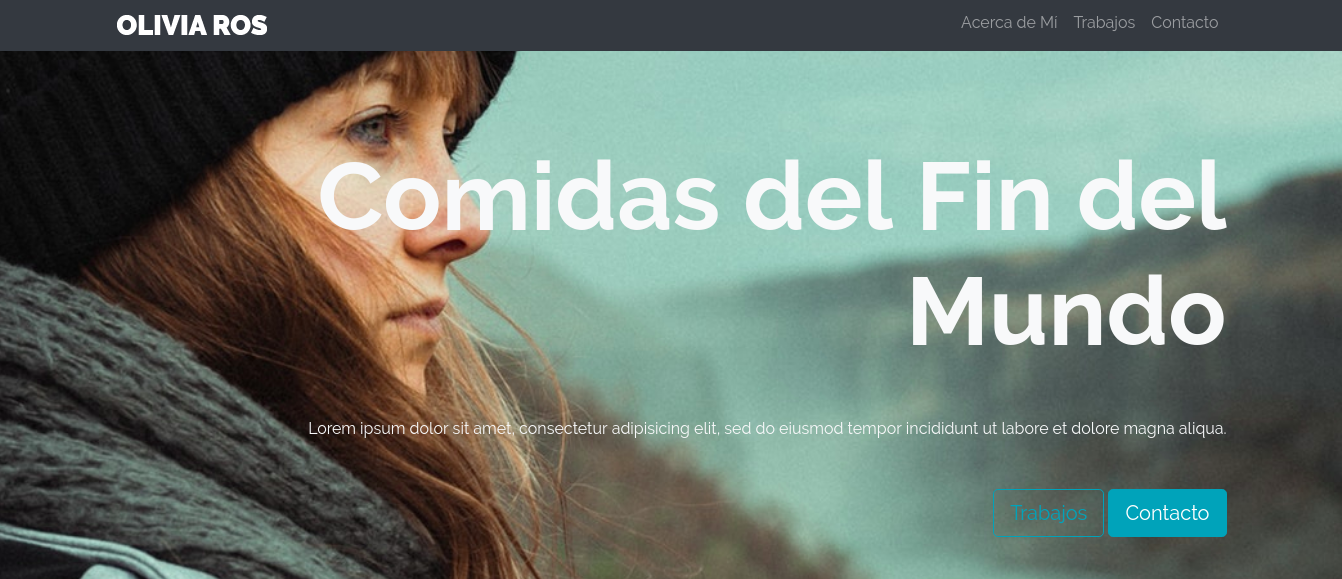 OLIVIA ROS
Acerca de Mí Trabajos Contacto
Comidas del Fin del
Mundo
Lorem ipsum dolor sit amet, consectetur adipisicing elit, sed do eiusmod tempor incididunt ut labore et dolore magna aliqua.
Trabajos Contacto